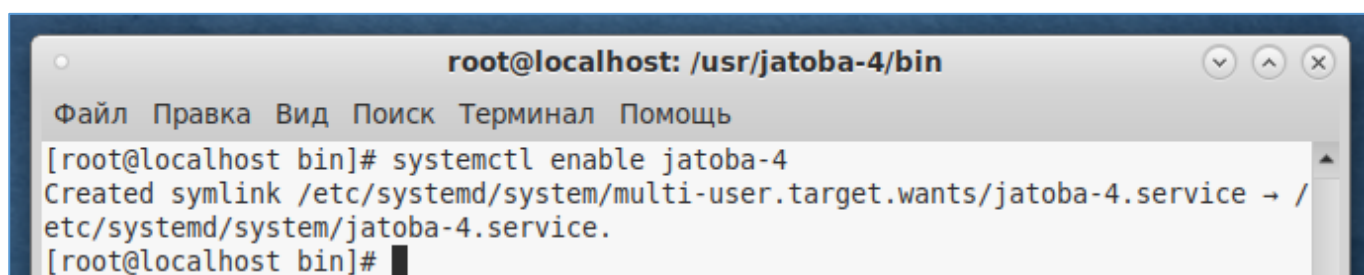 root@localhost: /usr/jatoba-4/bin
Файл Правка Вид Поиск Терминал Помощь
[root@localhost bin]# systemctl enable jatoba-4
Created symlink /etc/systemd/system/multi-user.target.wants/jatoba-4.service → /
etc/systemd/system/jatoba-4.service.
[root@localhost bin]#